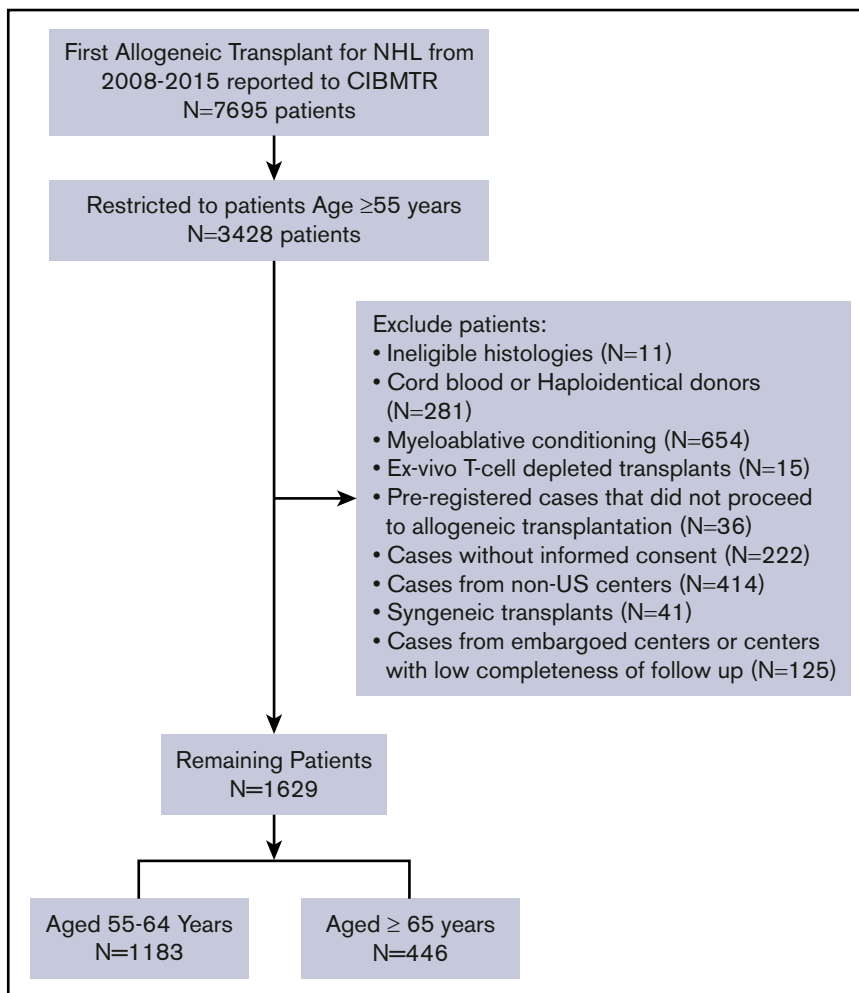 First Allogeneic Transplant for NHL from
2008-2015 reported to CIBMTR
N=7695 patients
Restricted to patients Age ≥55 years
N=3428 patients
Exclude patients:
• Ineligible histologies (N=11)
• Cord blood or Haploidentical donors
(N=281)
• Myeloablative conditioning (N=654)
• Ex-vivo T-cell depleted transplants (N=15)
• Pre-registered cases that did not proceed
to allogeneic transplantation (N=36)
• Cases without informed consent (N=222)
• Cases from non-US centers (N=414)
• Syngeneic transplants (N=41)
• Cases from embargoed centers or centers
with low completeness of follow up (N=125)
Remaining Patients
N=1629
Aged 55-64 Years
N=1183
Aged ≥ 65 years
N=446